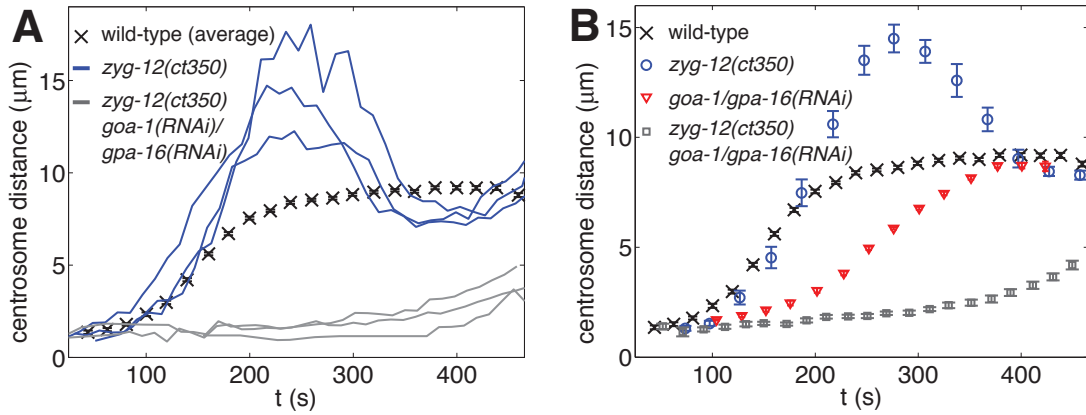 A
centrosome distance (μm)
15
10
5
0
wild-type (average)
zyg-12(ct350)
zyg-12(ct350)
goa-1(RNAi)/
gpa-16(RNAi)
100 200 300 400
t (s)
B
centrosome distance (μm)
15
10
5
0
wild-type
zyg-12(ct350)
goa-1/gpa-16(RNAi)
zyg-12(ct350)
goa-1/gpa-16(RNAi)
100 200 300 400
t (s)